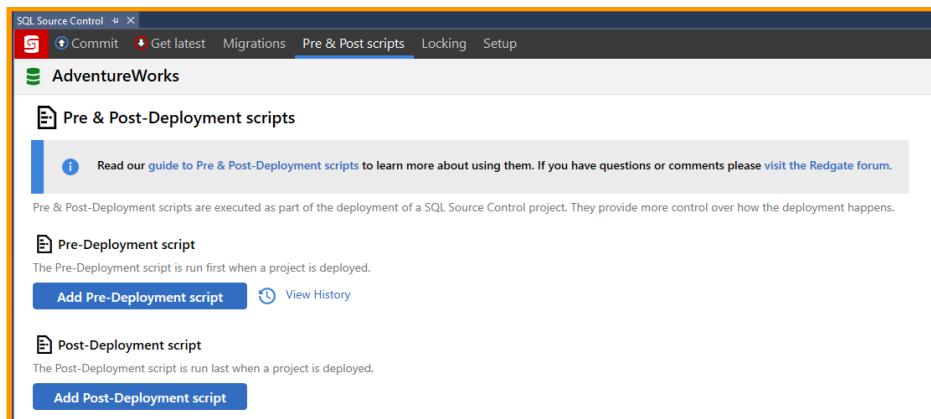 SQL Source Control
Commit Get latest Migrations Pre & Post scripts Locking Setup
AdventureWorks
Pre & Post-Deployment scripts
Read our guide to Pre & Post-Deployment scripts to learn more about using them. If you have questions or comments please visit the Redgate forum.
Pre & Post-Deployment scripts are executed as part of the deployment of a SQL Source Control project. They provide more control over how the deployment happens.
Pre-Deployment script
The Pre-Deployment script is run first when a project is deployed.
Add Pre-Deployment script View History
Post-Deployment script
The Post-Deployment script is run last when a project is deployed.
Add Post-Deployment script